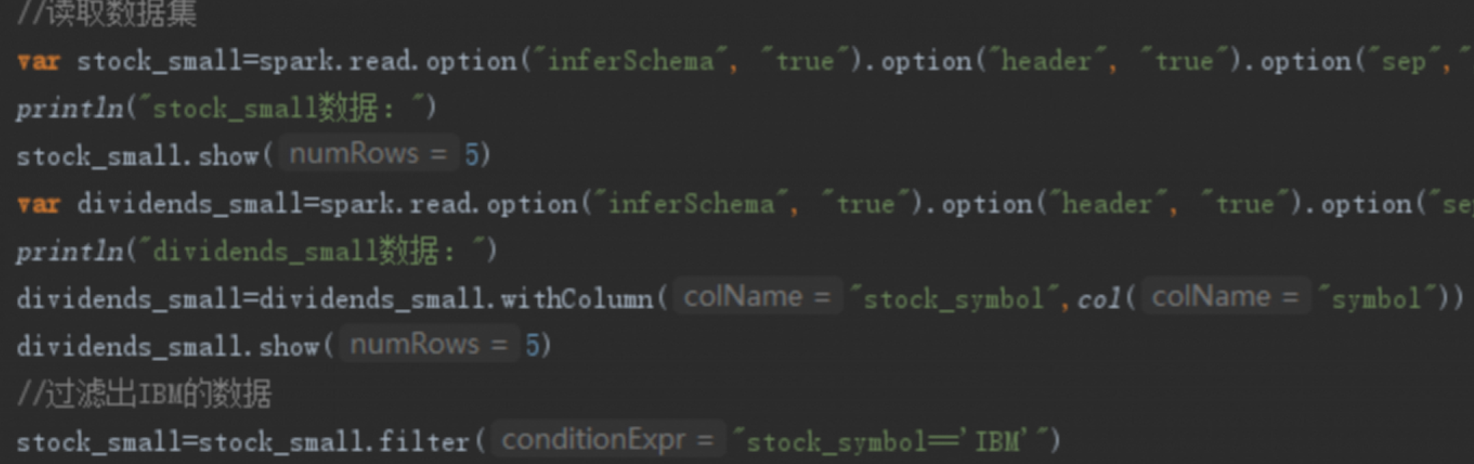 //读取数据集
var stock_small=spark.read.option("inferSchema", "true").option("header", "true").option("sep","
println("stock_small数据: ")
stock_small.show( numRows = 5)
var dividends_small=spark.read.option("inferSchema", "true").option("header", "true").option("se
println("dividends_small数据: ")
dividends_small=dividends_small.withColumn( colName = "stock_symbol",col( colName = "symbol"))
dividends_small.show( numRows = 5)
//过滤出IBM的数据
stock_small=stock_small.filter( conditionExpr = "stock_symbol=='IBM'")